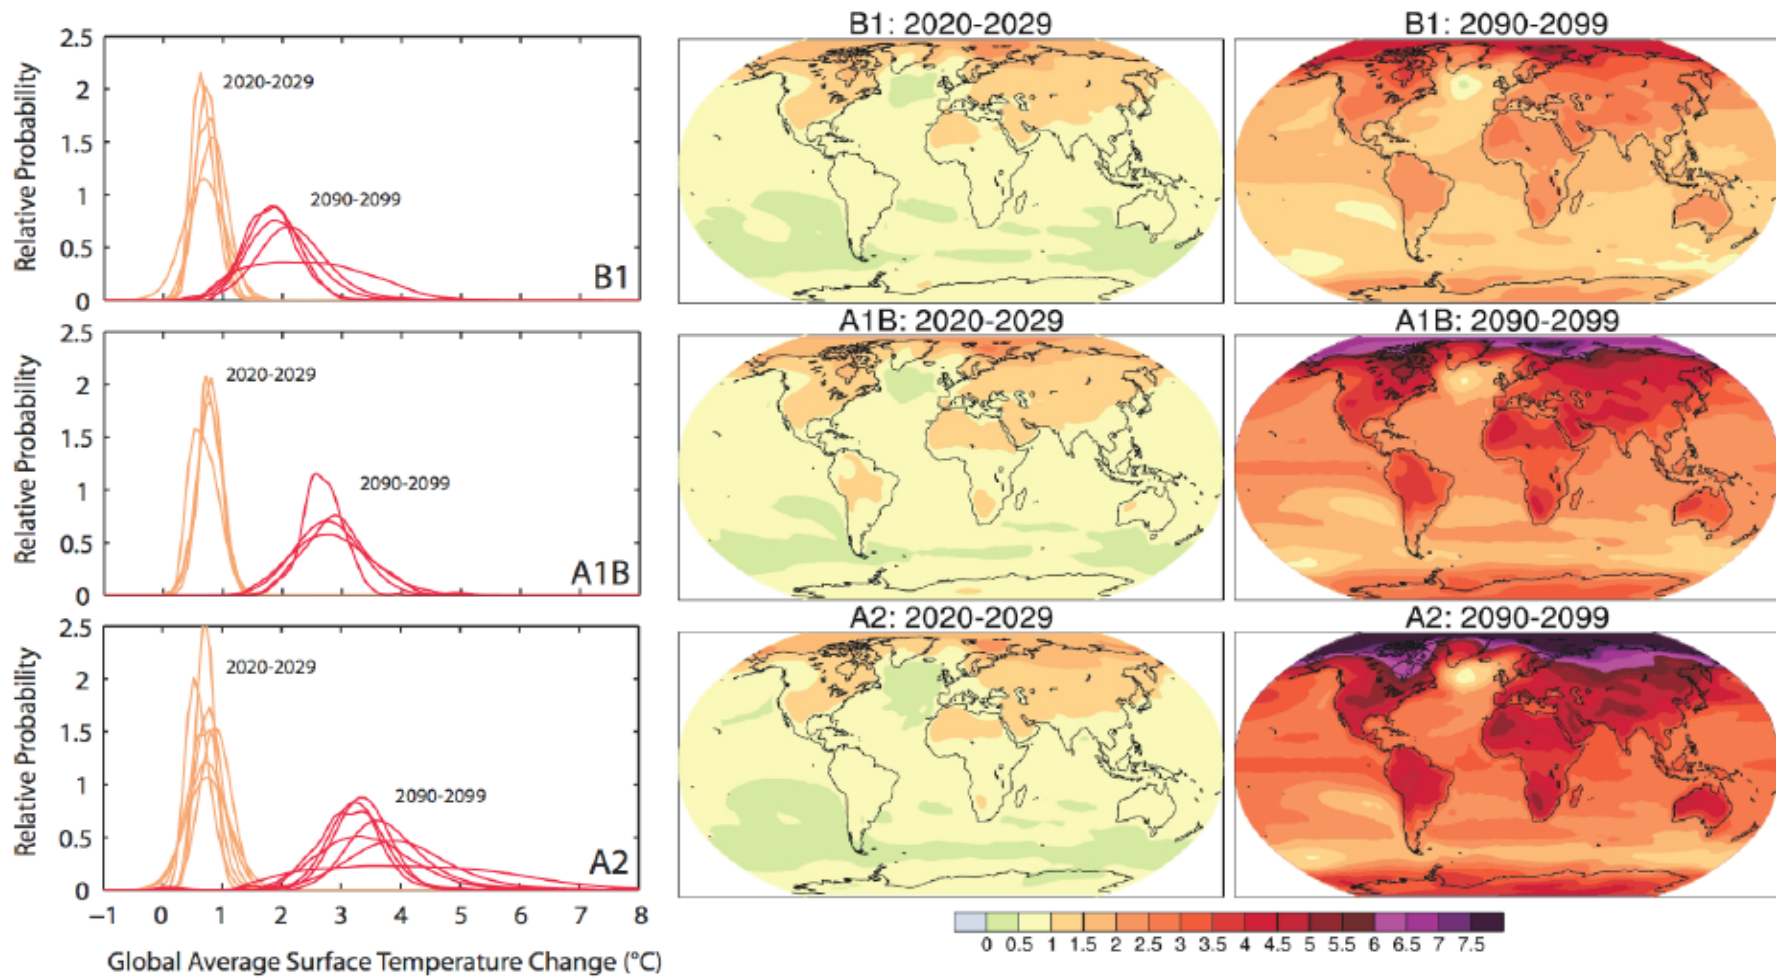 B1: 2020-2029
B1: 2090-2099
2.5
2
1.5
1
0.5
0
Relative Probability
2020-2029
2090-2099
B1
A1B: 2020-2029
A1B: 2090-2099
2.5
2
1.5
1
0.5
0
Relative Probability
2020-2029
2090-2099
A1B
A2: 2020-2029
A2: 2090-2099
2.5
2
1.5
1
0.5
0
Relative Probability
2020-2029
2090-2099
A2
−1 0 1 2 3 4 5 6 7 8
Global Average Surface Temperature Change (°C)
0 0.5 1 1.5 2 2.5 3 3.5 4 4.5 5 5.5 6 6.5 7 7.5